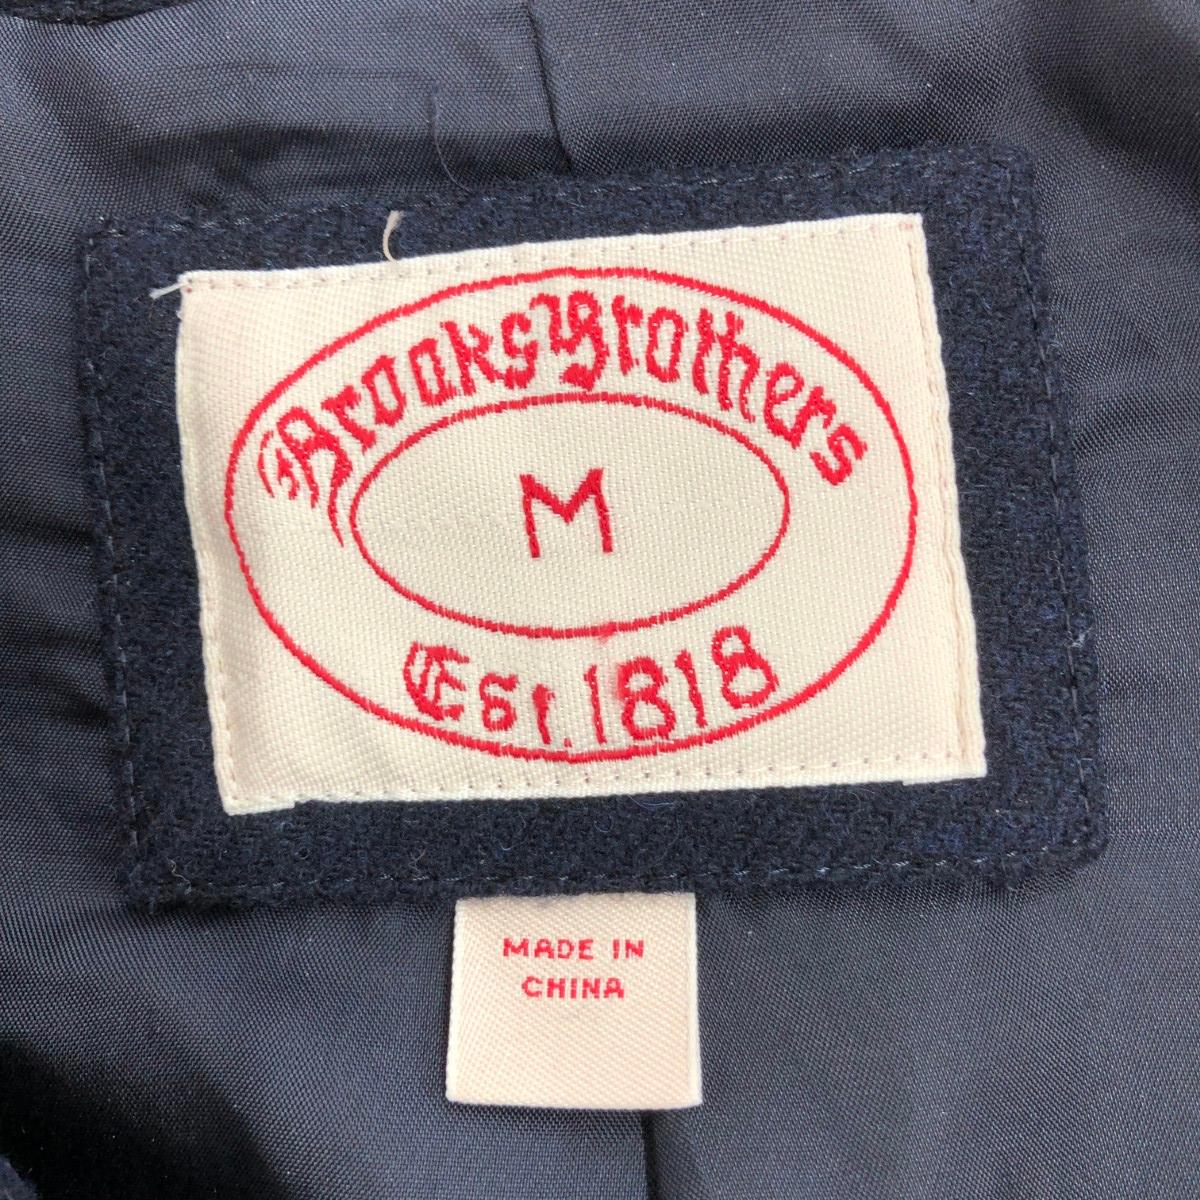 Brooks Brothers
M
Est. 1818
MADE IN
CHINA